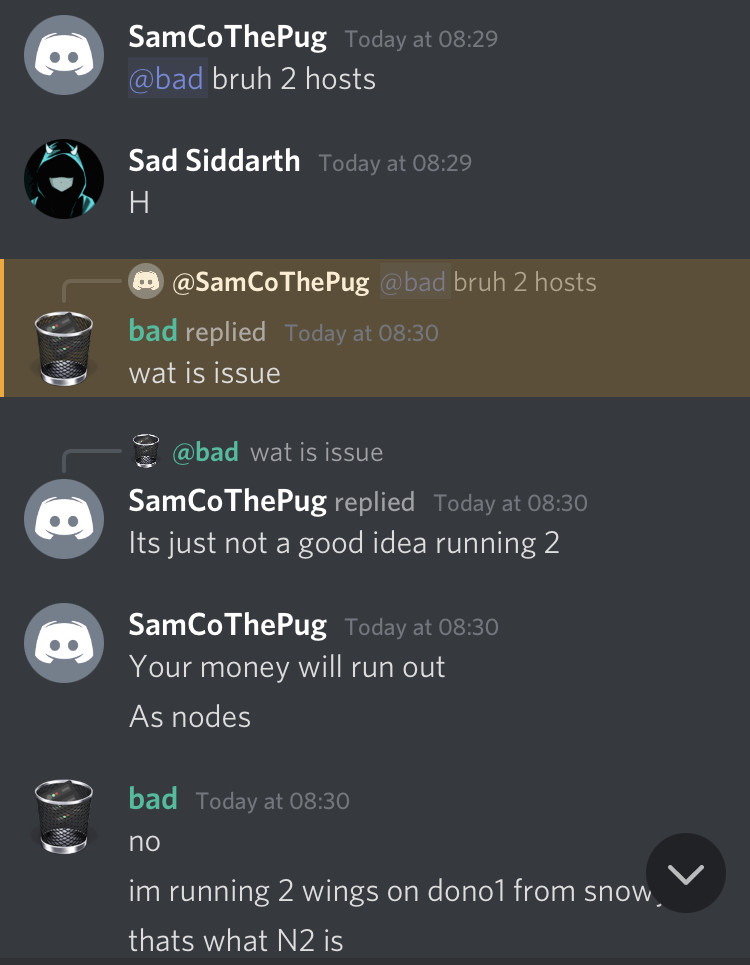 SamCoThePug Today at 08:29
@bad bruh 2 hosts
Sad Siddarth Today at 08:29
H
@SamCoThePug @bad bruh 2 hosts
bad replied Today at 08:30
wat is issue
@bad wat is issue
SamCoThePug replied Today at 08:30
Its just not a good idea running 2
SamCoThePug Today at 08:30
Your money will run out
As nodes
bad Today at 08:30
no
im running 2 wings on dono1 from
thats what N2 is